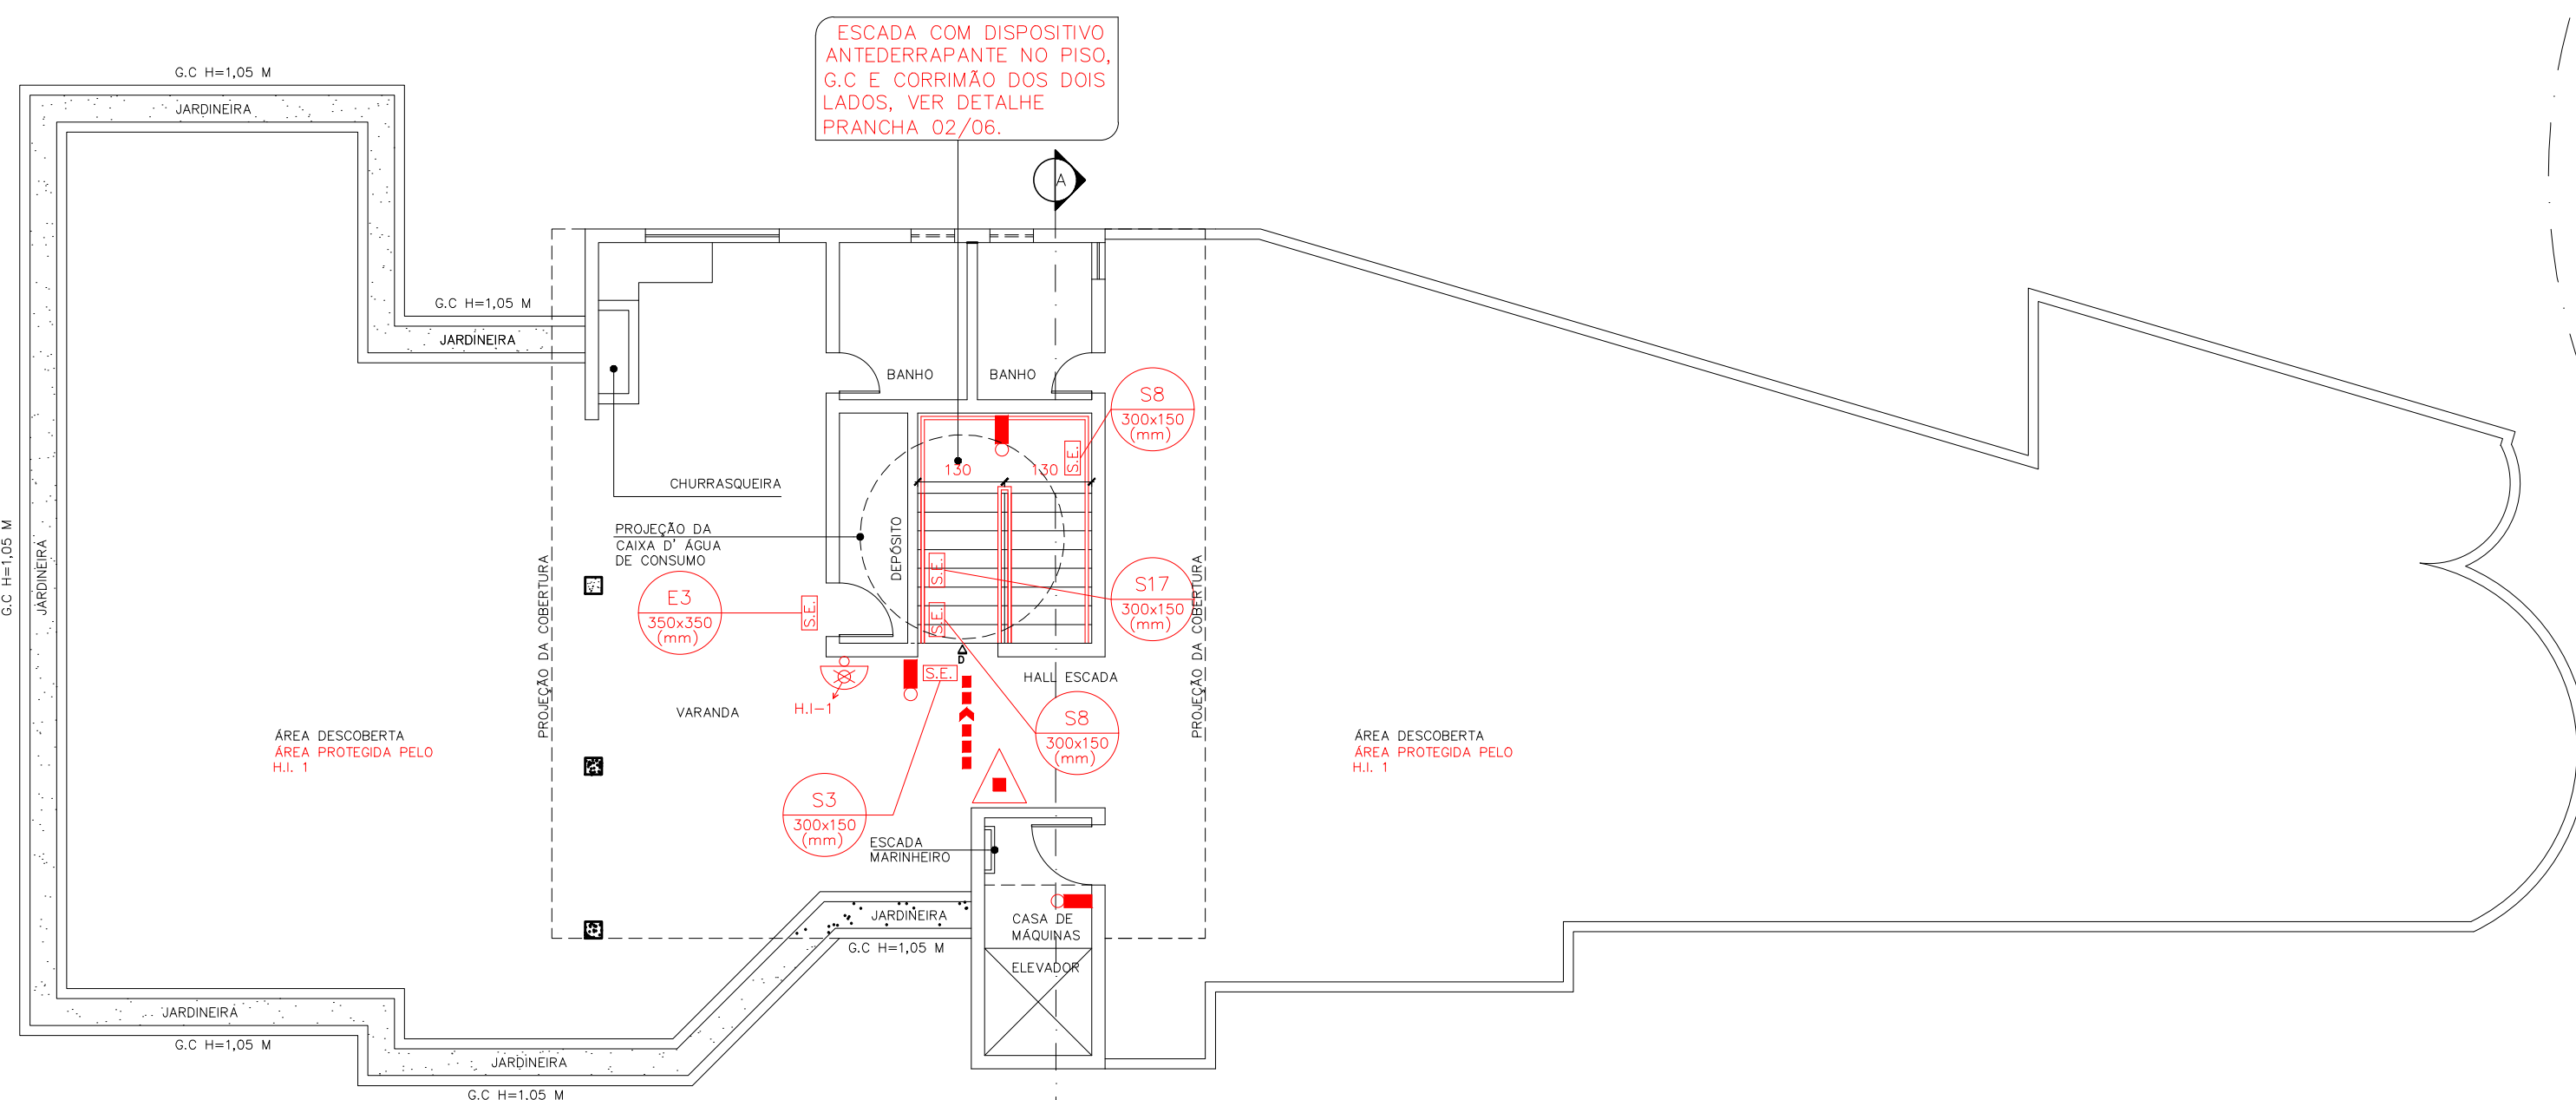 ESCADA COM DISPOSITIVO
ANTEDERRAPANTE NO PISO,
G.C E CORRIMÃO DOS DOIS
LADOS, VER DETALHE
PRANCHA 02/06.
G.C H=1,05 M
JARDINEIRA
A
G.C H=1,05 M
JARDINEIRA
BANHO
BANHO
S8
300x150
(mm)
S.E.
130
130
CHURRASQUEIRA
PROJEÇÃO DA
CAIXA D' ÁGUA
DE CONSUMO
DEPÓSITO
G.C H=1,05 M
JARDINEIRA
PROJEÇÃO DA COBERTURA
E3
350x350
(mm)
S.E.
S.E.
S.E.
S17
300x150
(mm)
PROJEÇÃO DA COBERTURA
D
S.E.
HALL ESCADA
H.I-1
VARANDA
S8
300x150
(mm)
ÁREA DESCOBERTA
ÁREA PROTEGIDA PELO
H.I. 1
ÁREA DESCOBERTA
ÁREA PROTEGIDA PELO
H.I. 1
S3
300x150
(mm)
ESCADA
MARINHEIRO
JARDINEIRA
G.C H=1,05 M
CASA DE
MÁQUINAS
ELEVADOR
JARDINEIRA
G.C H=1,05 M
JARDINEIRA
G.C H=1.05 M